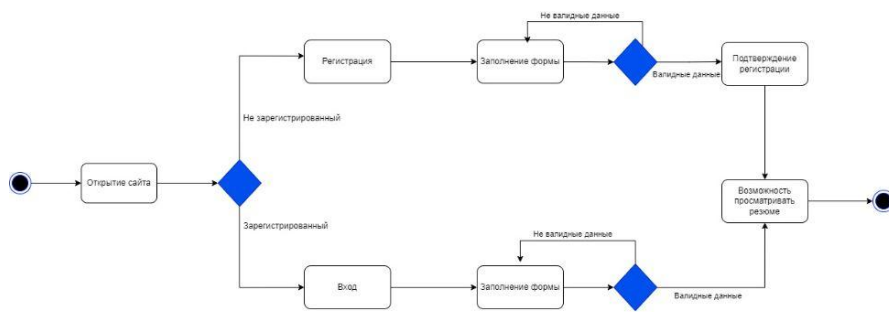 Не валидные данные
Регистрация
Заполнение формы
Подтверждение
регистрации
Валидные данные
Не зарегистрированный
Открытие сайта
Возможность
просматривать
резюме
Зарегистрированный
Не валидные данные
Вход
Заполнение формы
Валидные данные